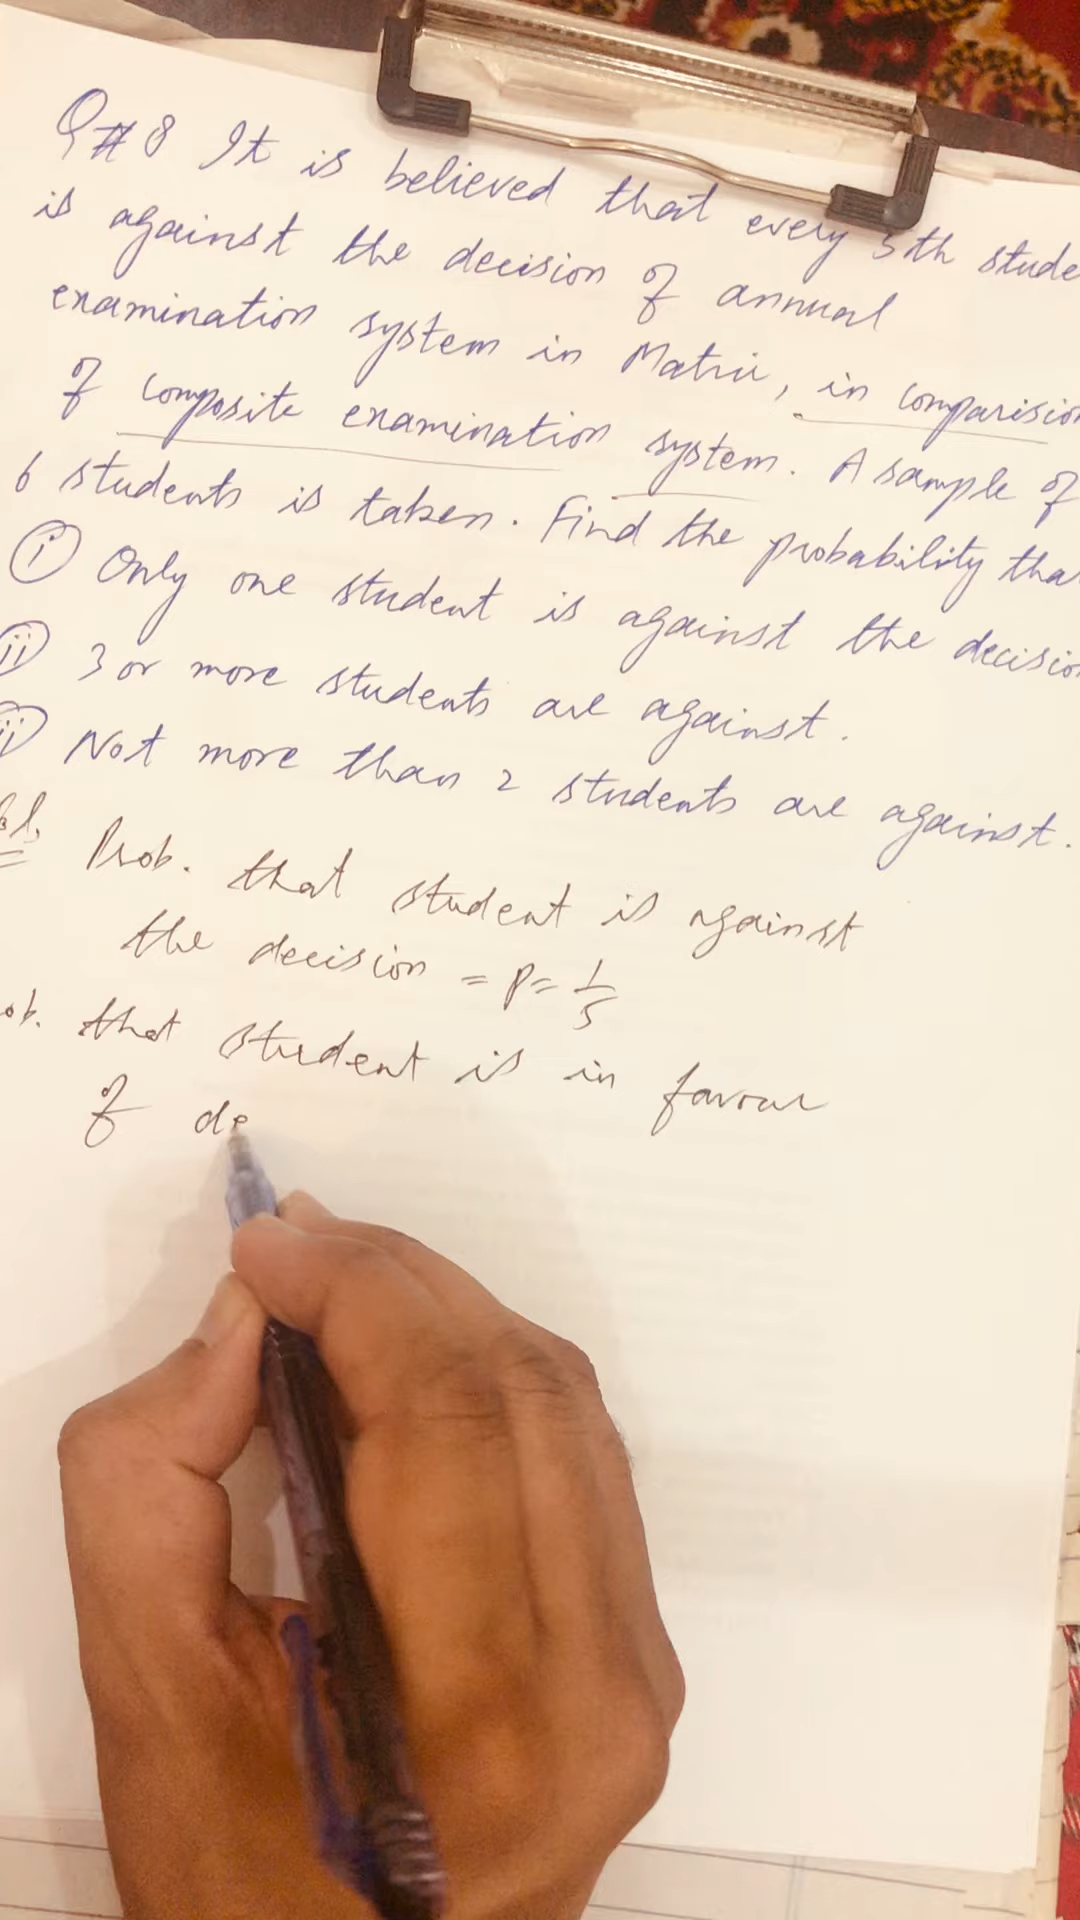 Q#8 It is believed that every 5th stude
is against the decision of annual
examination system in Matric, in comparision
of composite examination system. A sample of
6 students is taken. Find the probability tha
i Only one student is against the decision
ii 3 or more students are against.
ii Not more than 2 students are against.
Sol. Prob. that student is against
the decision = P = 1/5
ob. that student is in favour
of de